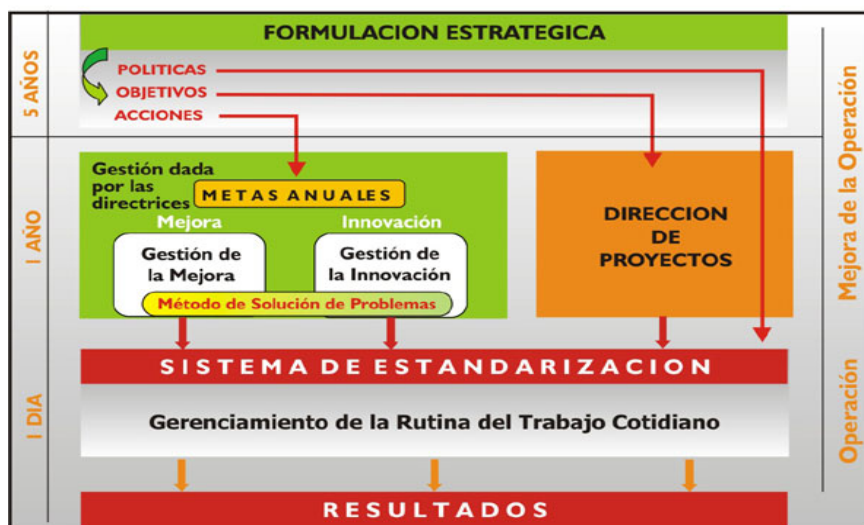 FORMULACION ESTRATEGICA
5 AÑOS
POLITICAS
OBJETIVOS
ACCIONES
Mejora de la Operación
1 AÑO
Gestión dada
por las
directrices
METAS ANUALES
Mejora
Innovación
Gestión de
la Mejora
Gestión de
la Innovación
Método de Solución de Problemas
DIRECCION
DE
PROYECTOS
SISTEMA DE ESTANDARIZACION
1 DIA
Gerenciamiento de la Rutina del Trabajo Cotidiano
Operación
RESULTADOS